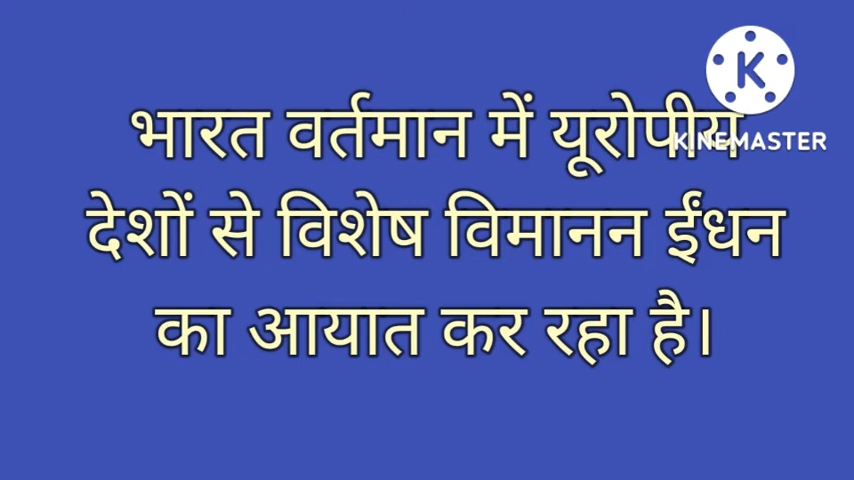 भारत वर्तमान में यूरोपीय
देशों से विशेष विमानन ईंधन
का आयात कर रहा है।
K
KINEMASTER